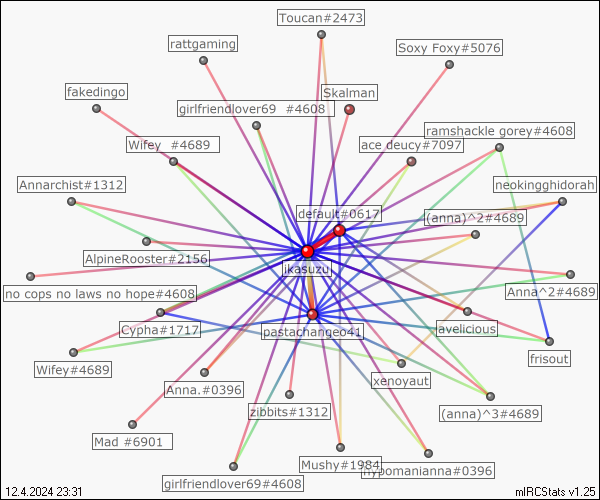 Toucan#2473
rattgaming
Soxy Foxy#5076
fakedingo
Skalman
girlfriendlover69  #4608
ramshackle gorey#4608
Wifey  #4689
ace deucy#7097
Annarchist#1312
neokingghidorah
default#0617
(anna)^2#4689
AlpineRooster#2156
ikasuzu
no cops no laws no hope#4608
Anna^2#4689
Cypha#1717
pastachangeo41
avelicious
Wifey#4689
frisout
xenoyaut
Anna.#0396
zibbits#1312
(anna)^3#4689
Mad #6901
Mushy#1984
hypomanianna#0396
girlfriendlover69#4608
12.4.2024 23:31
mIRCStats v1.25